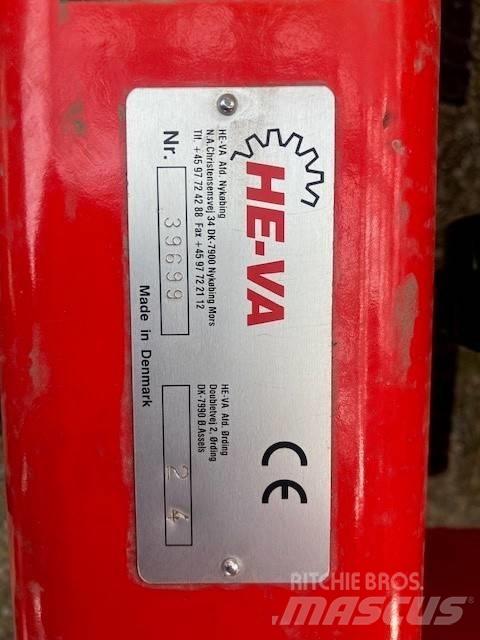 HE-VA
HE-VA Afd. Nykøbing
N.A.Christensensvej 34 DK-7900 Nykøbing Mors
Tlf. +45 97 72 42 88 Fax +45 97 72 21 12
HE-VA Afd. Ørding
Doubletvej 2, Ørding
DK-7990 Ø.Assels
CE
Nr. 39699 24
Made in Denmark
RITCHIE BROS.
MASCUS